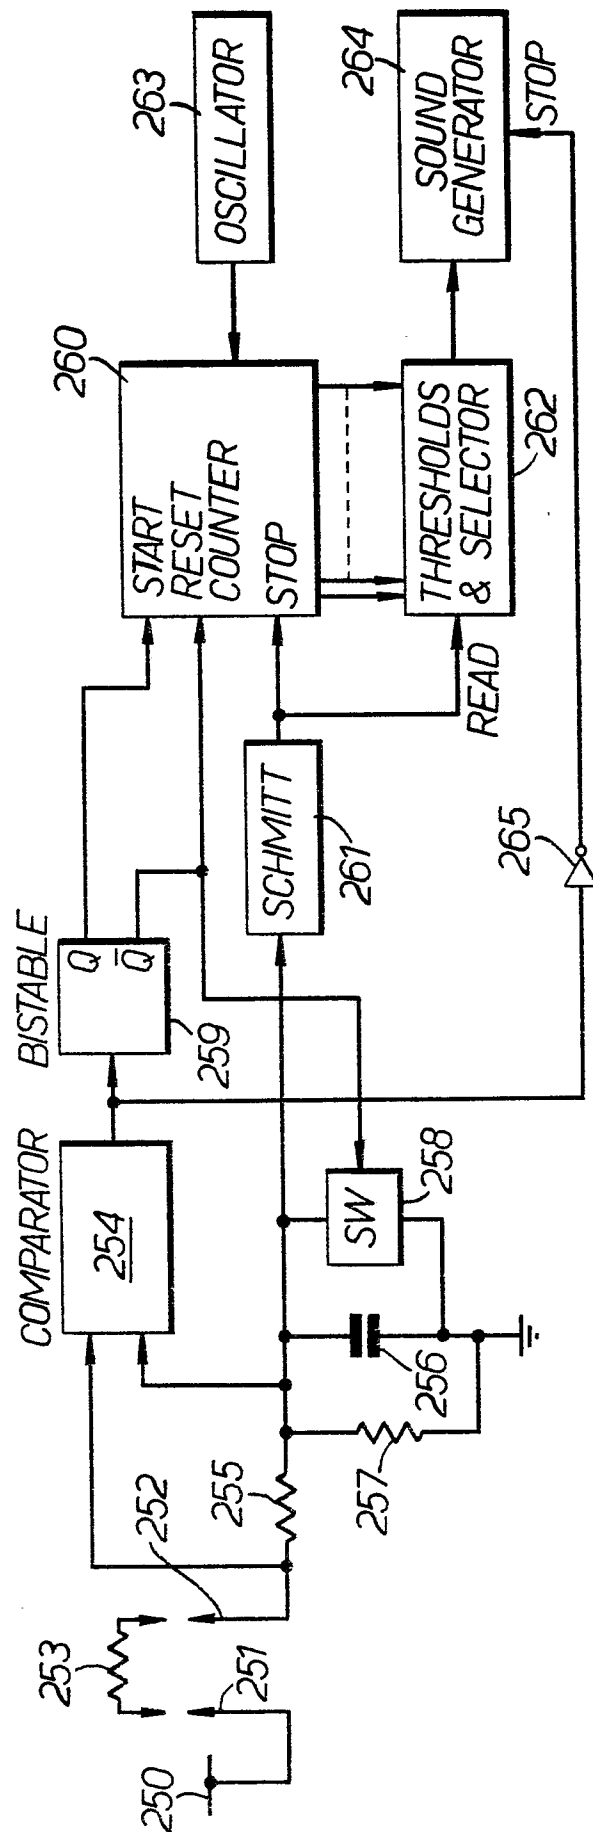 250
251
252
253
255
257
256
COMPARATOR
254
SW
258
BISTABLE
Q
Q̅
259
SCHMITT
261
START
RESET
COUNTER
STOP
260
READ
THRESHOLDS
& SELECTOR
262
OSCILLATOR
263
SOUND
GENERATOR
264
STOP
265